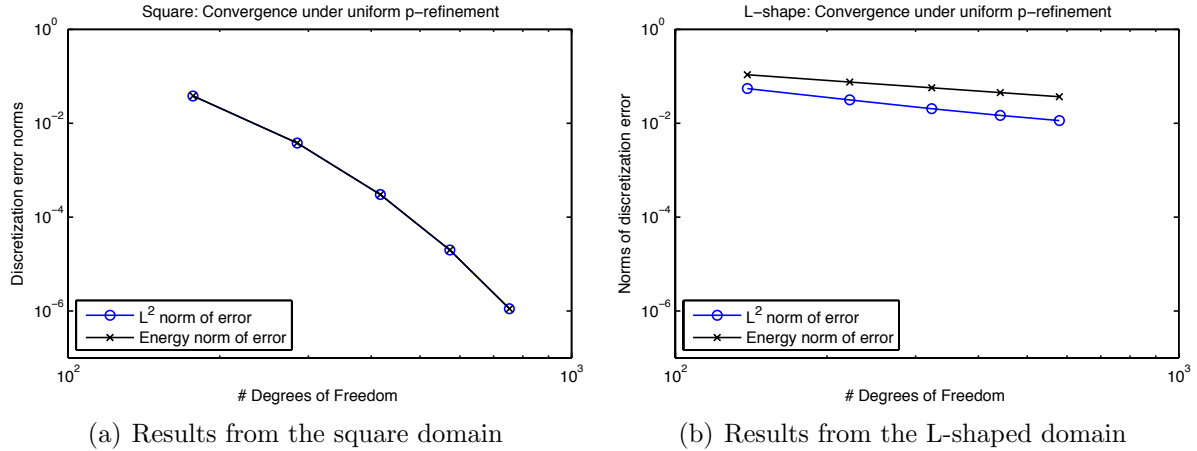 Square: Convergence under uniform p-refinement
10^0
10^-2
10^-4
10^-6
Discretization error norms
L^2 norm of error
Energy norm of error
10^2
10^3
# Degrees of Freedom
(a) Results from the square domain
L-shape: Convergence under uniform p-refinement
10^0
10^-2
10^-4
10^-6
Norms of discretization error
L^2 norm of error
Energy norm of error
10^2
10^3
# Degrees of Freedom
(b) Results from the L-shaped domain